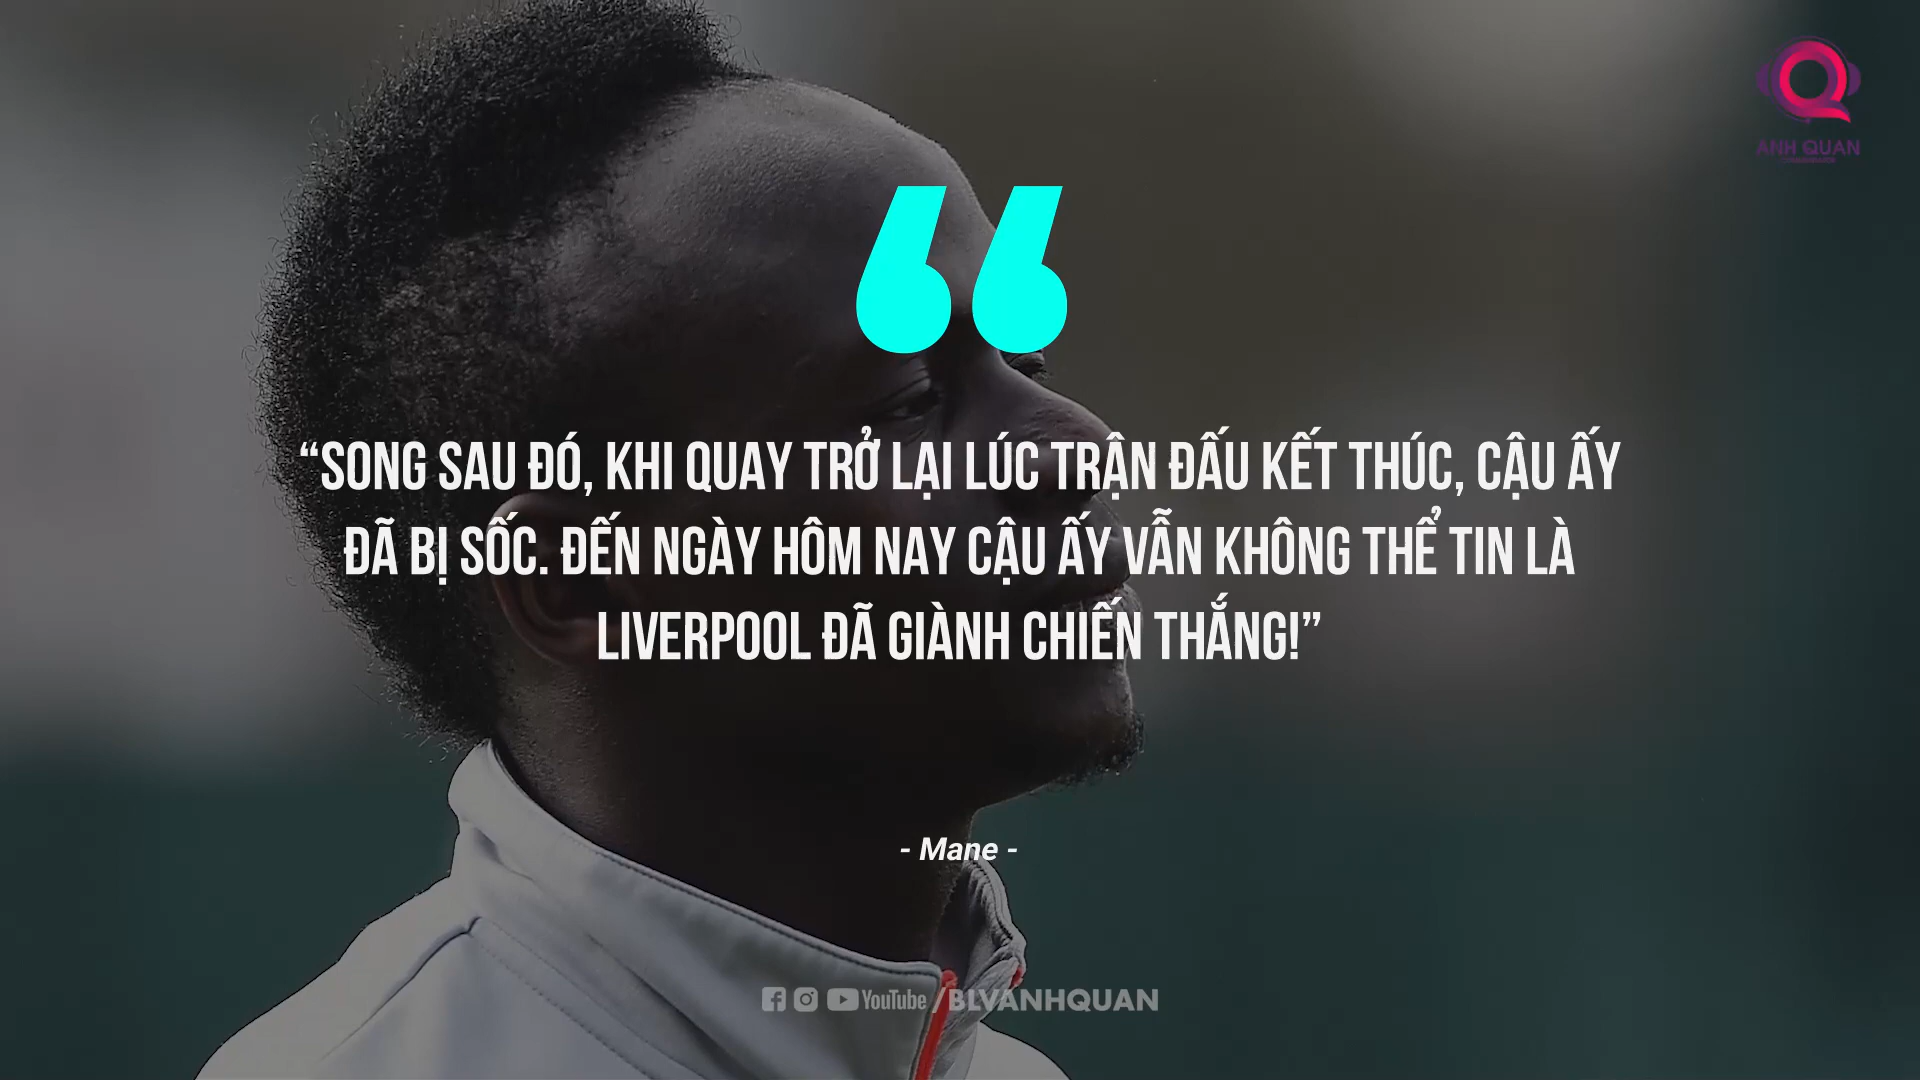 ANH QUAN
“SONG SAU ĐÓ, KHI QUAY TRỞ LẠI LÚC TRẬN ĐẤU KẾT THÚC, CẬU ẤY
ĐÃ BỊ SỐC. ĐẾN NGÀY HÔM NAY CẬU ẤY VẪN KHÔNG THỂ TIN LÀ
LIVERPOOL ĐÃ GIÀNH CHIẾN THẮNG!”
- Mane -
YouTube /BLVANHQUAN